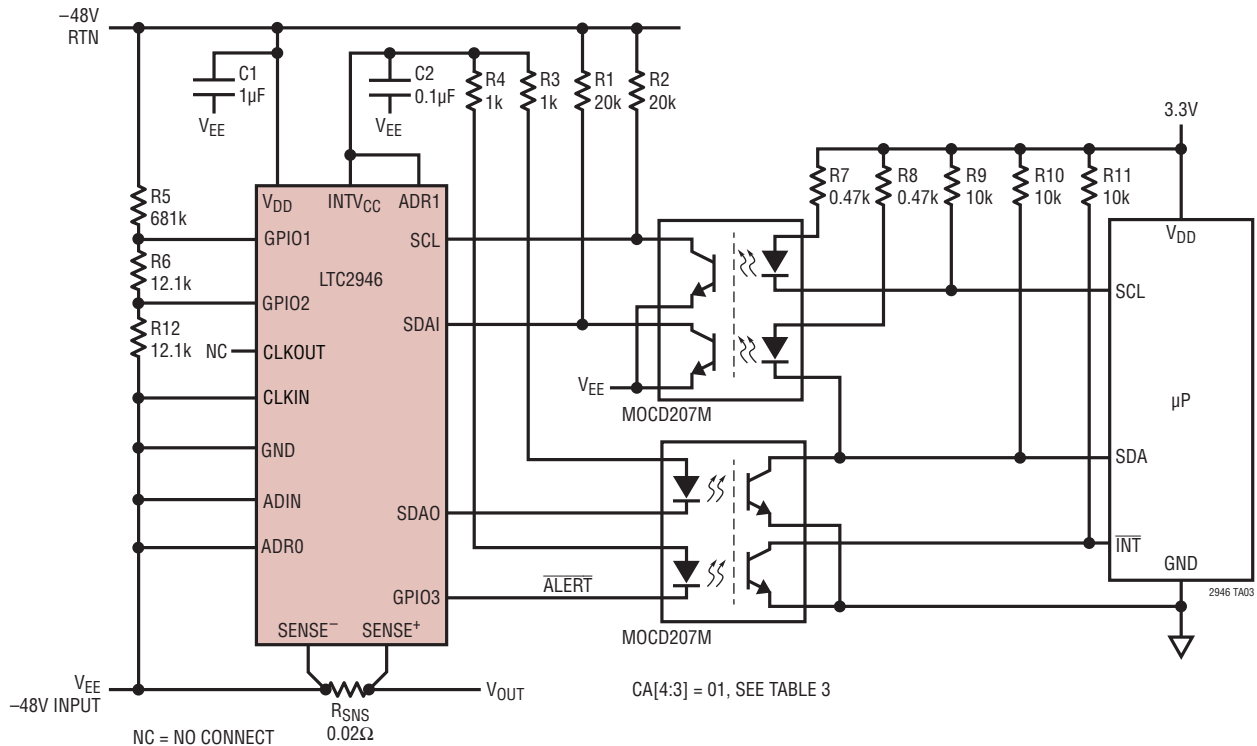 –48V
RTN
C1
1µF
VEE
C2
0.1µF
VEE
R4
1k
R3
1k
R1
20k
R2
20k
3.3V
R5
681k
R6
12.1k
R12
12.1k
NC
VDD
INTVCC
ADR1
GPIO1
SCL
LTC2946
GPIO2
SDAI
CLKOUT
CLKIN
GND
ADIN
SDAO
ADR0
GPIO3
ALERT
SENSE–
SENSE+
VEE
–48V INPUT
RSNS
0.02Ω
VOUT
NC = NO CONNECT
R7
0.47k
R8
0.47k
R9
10k
R10
10k
R11
10k
VEE
MOCD207M
MOCD207M
VDD
SCL
µP
SDA
INT
GND
2946 TA03
CA[4:3] = 01, SEE TABLE 3